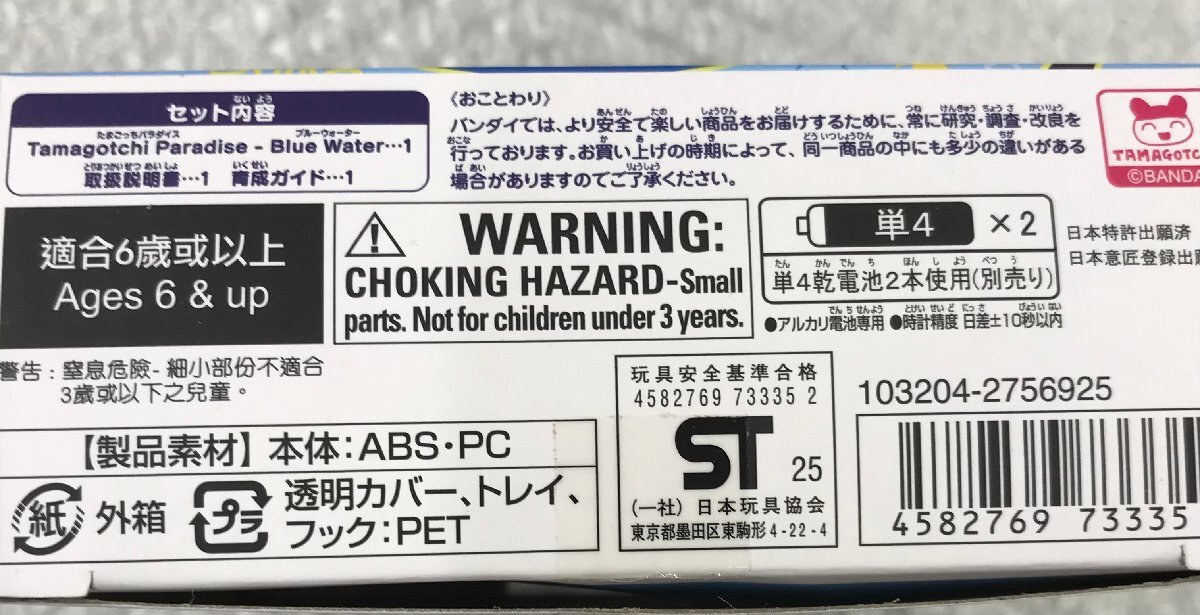 セット内容
Tamagotchi Paradise - Blue Water…1
取扱説明書…1 育成ガイド…1
〈おことわり〉
バンダイでは、より安全で楽しい商品をお届けするために、常に研究・調査・改良を
行っております。お買い上げの時期によって、同一商品の中にも多少の違いがある
場合がありますのでご了承ください。
TAMAGOTC
©BANDA
適合6歲或以上
Ages 6 & up
WARNING:
CHOKING HAZARD-Small
parts. Not for children under 3 years.
単4 ×2
単4乾電池2本使用(別売り)
●アルカリ電池専用 ●時計精度 日差±10秒以内
日本特許出願済
日本意匠登録出願
警告：窒息危險-細小部份不適合
3歲或以下之兒童。
【製品素材】本体：ABS・PC
紙 外箱
プラ 透明カバー、トレイ、
フック：PET
玩具安全基準合格
4582769 73335 2
ST 25
(一社)日本玩具協会
東京都墨田区東駒形4-22-4
103204-2756925
4582769 73335